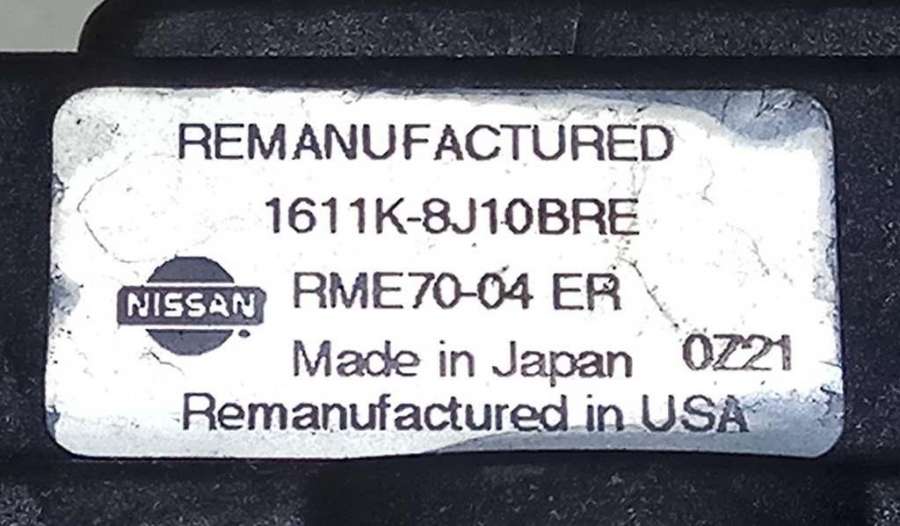 REMANUFACTURED
1611K-8J10BRE
RME70-04 ER
NISSAN
Made in Japan 0Z21
Remanufactured in USA